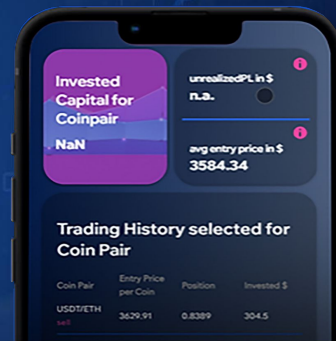 Invested
Capital for
Coinpair
NaN
unrealizedPL in $
n.a.
avg entry price in $
3584.34
Trading History selected for
Coin Pair
Coin Pair Entry Price per Coin Position Invested $
USDT/ETH 3629.91 0.8389 304.5
sell